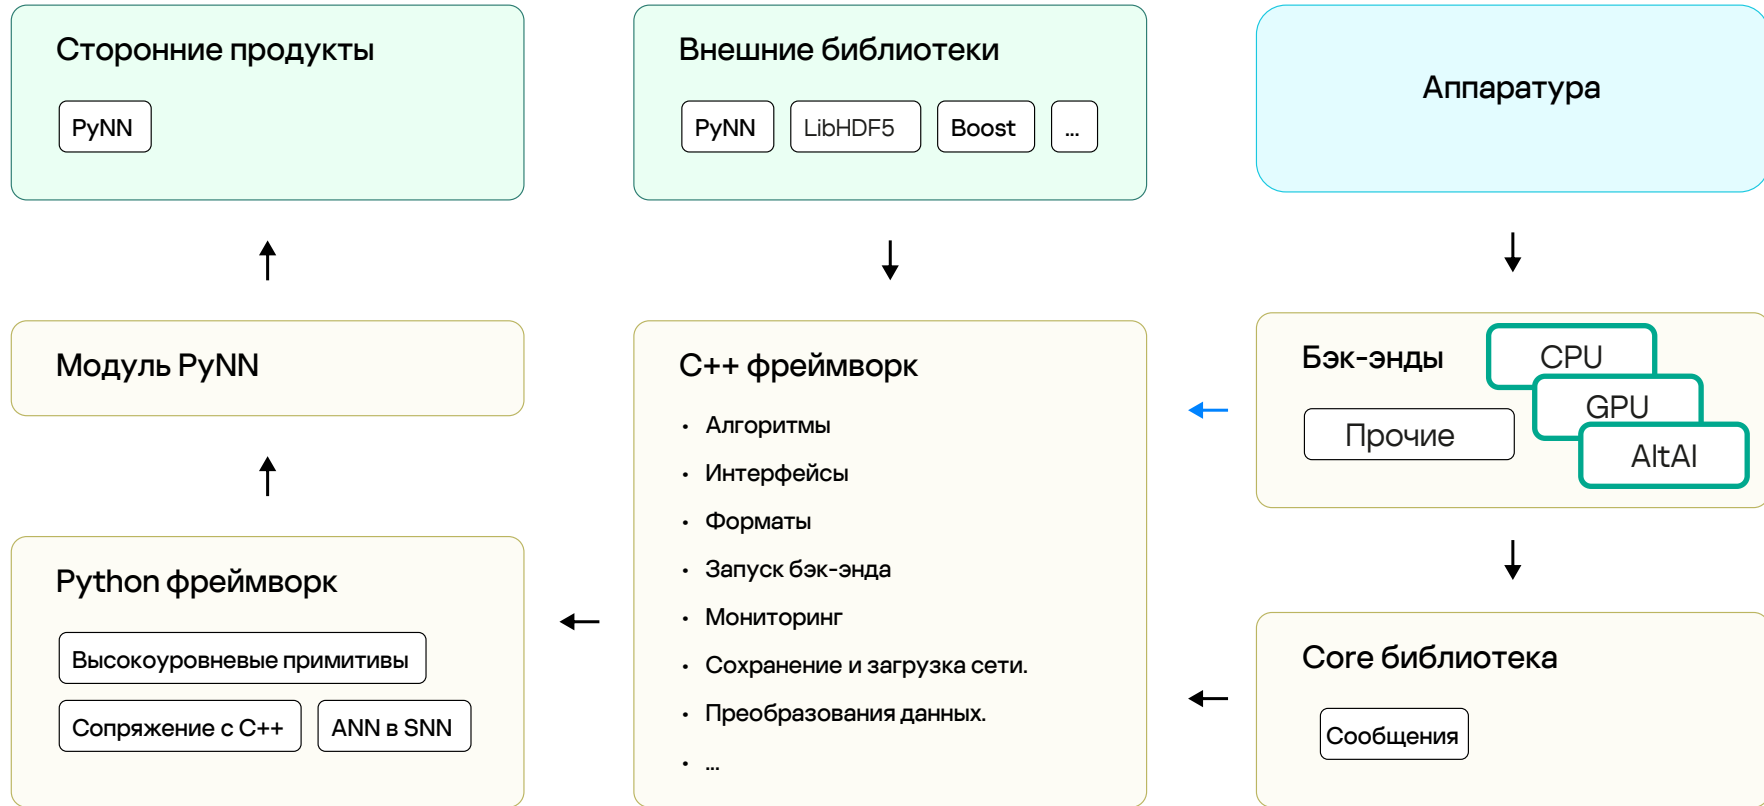 Сторонние продукты
PyNN
Внешние библиотеки
PyNN LibHDF5 Boost ...
Аппаратура
Модуль PyNN
C++ фреймворк
• Алгоритмы
• Интерфейсы
• Форматы
• Запуск бэк-энда
• Мониторинг
• Сохранение и загрузка сети.
• Преобразования данных.
• ...
Бэк-энды
CPU
GPU
AltAI
Прочие
Python фреймворк
Высокоуровневые примитивы
Сопряжение с C++ ANN в SNN
Core библиотека
Сообщения